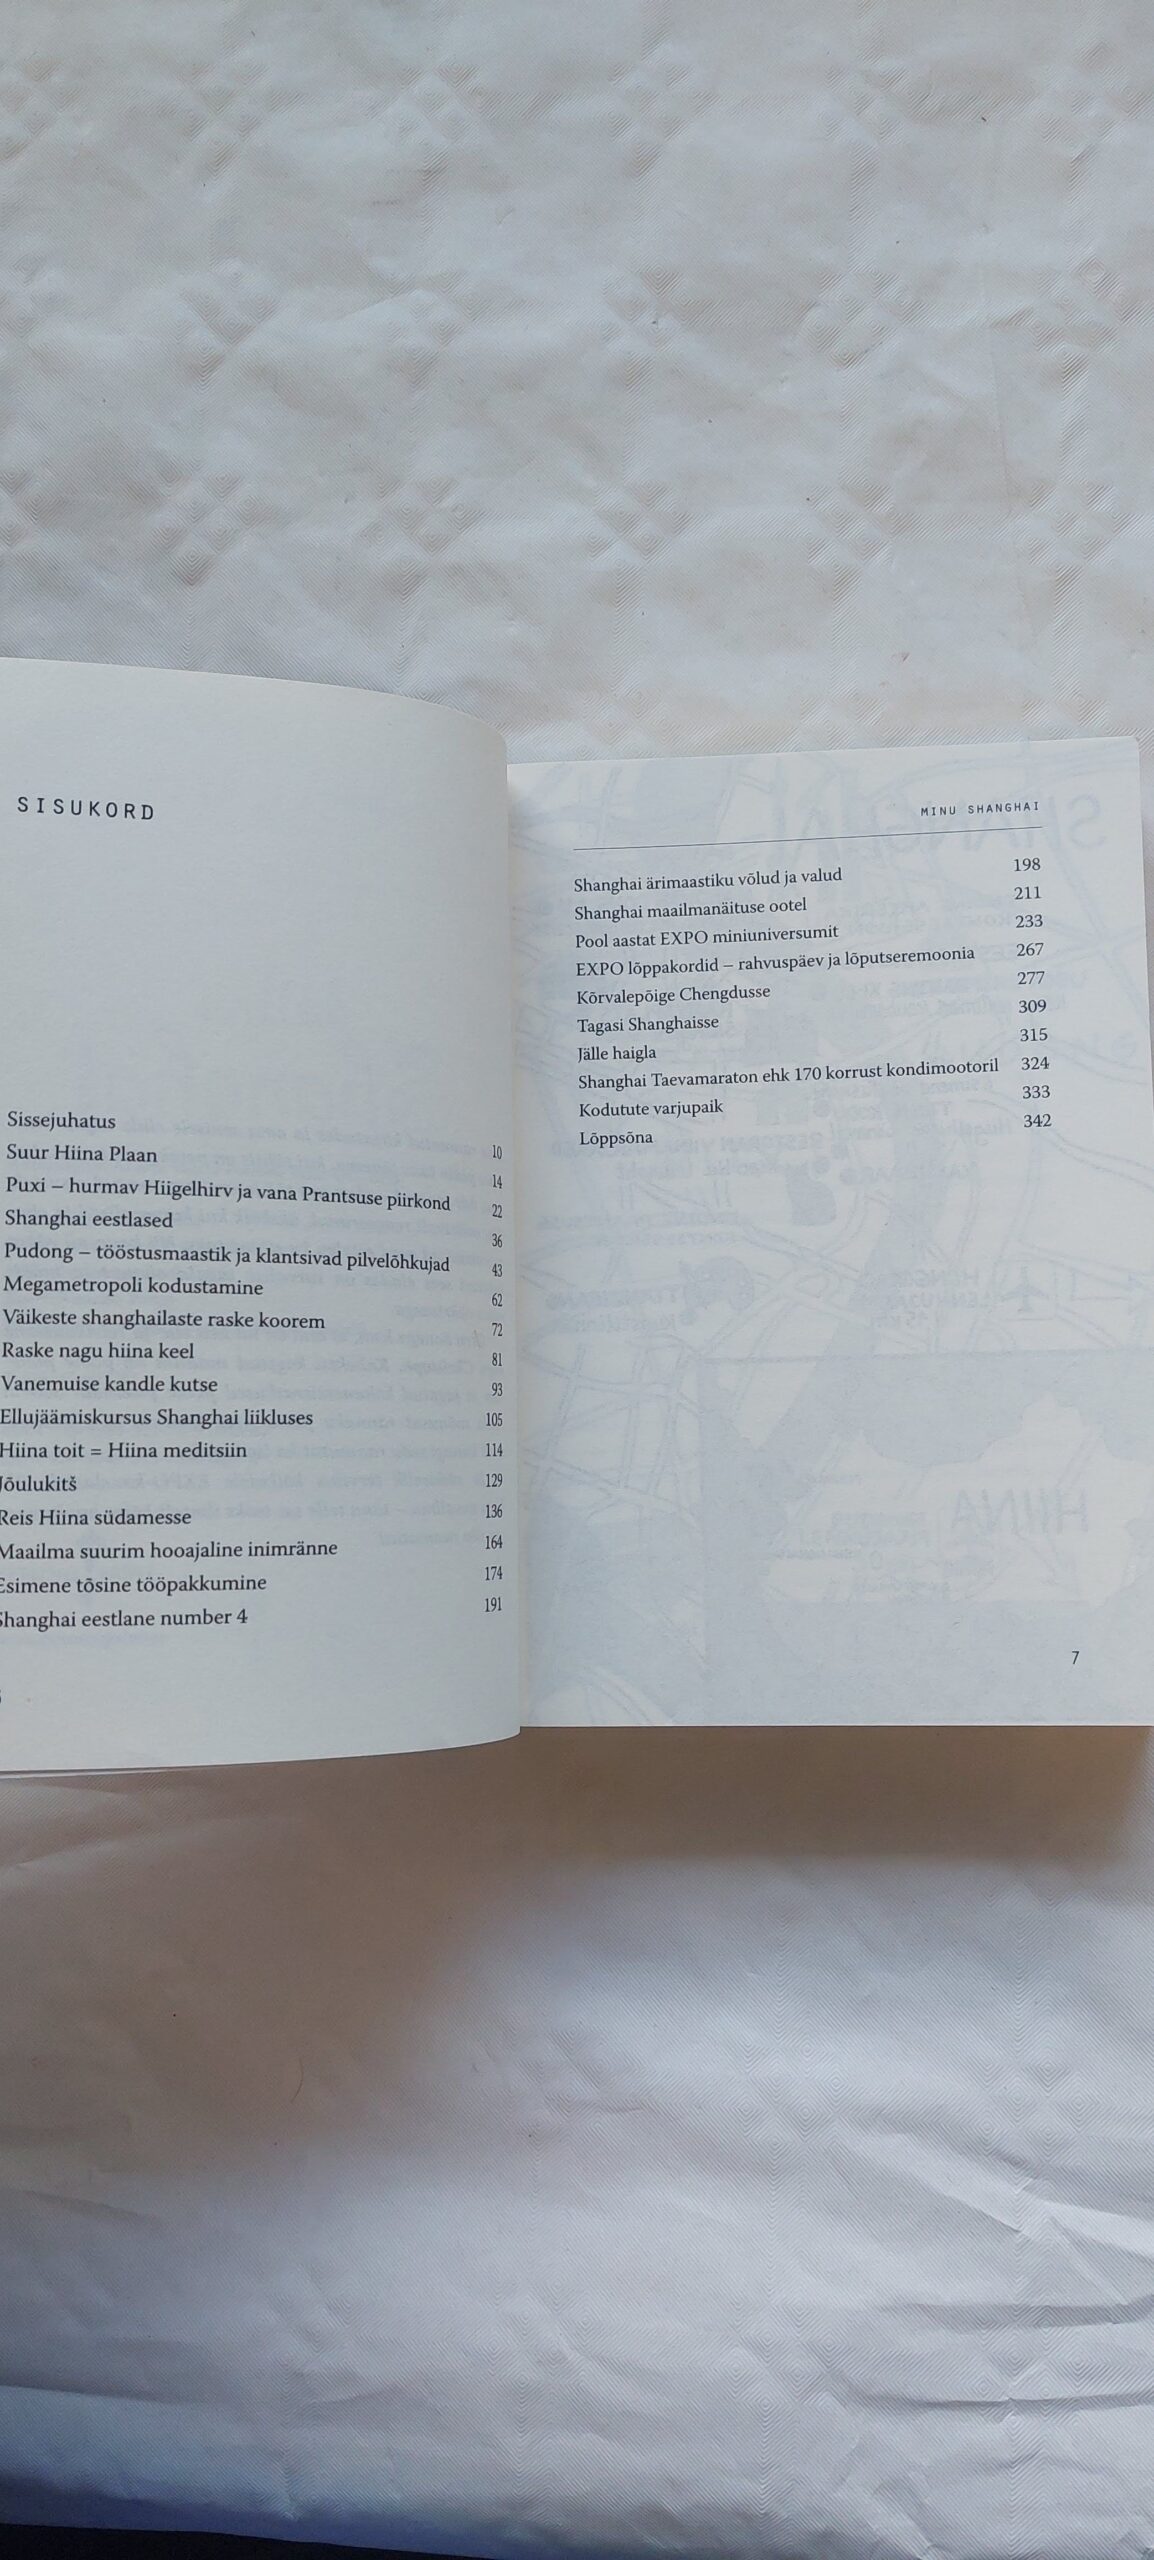 SISUKORD
Sissejuhatus 10
Suur Hiina Plaan 14
Puxi – hurmav Hiigelhirv ja vana Prantsuse piirkond 22
Shanghai eestlased 36
Pudong – tööstusmaastik ja klantsivad pilvelõhkujad 43
Megametropoli kodustamine 62
Väikeste shanghailaste raske koorem 72
Raske nagu hiina keel 81
Vanemuise kandle kutse 93
Ellujäämiskursus Shanghai liikluses 105
Hiina toit = Hiina meditsiin 114
Jõulukitš 129
Reis Hiina südamesse 136
Maailma suurim hooajaline inimränne 164
Esimene tõsine tööpakkumine 174
Shanghai eestlane number 4 191
MINU SHANGHAI
Shanghai ärimaastiku võlud ja valud 198
Shanghai maailmanäituse ootel 211
Pool aastat EXPO miniuniversumit 233
EXPO lõppakordid – rahvuspäev ja lõputseremoonia 267
Kõrvalepõige Chengdusse 277
Tagasi Shanghaisse 309
Jälle haigla 315
Shanghai Taevamaraton ehk 170 korrust kondimootoril 324
Kodutute varjupaik 333
Lõppsõna 342
7